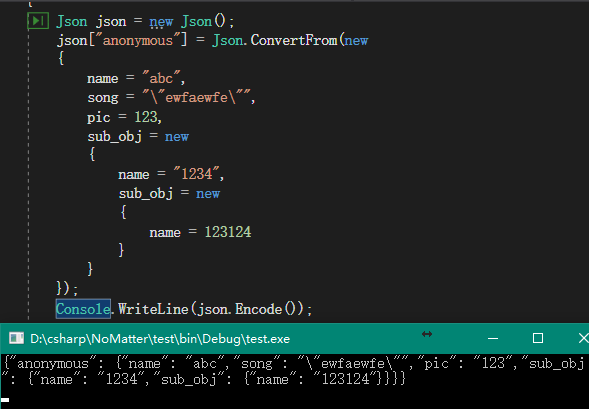 {
Json json = new Json();
json["anonymous"] = Json.ConvertFrom(new
{
name = "abc",
song = "\"ewfaewfe\"",
pic = 123,
sub_obj = new
{
name = "1234",
sub_obj = new
{
name = 123124
}
}
});
Console.WriteLine(json.Encode());
D:\csharp\NoMatter\test\bin\Debug\test.exe
{"anonymous": {"name": "abc","song": "\"ewfaewfe\"","pic": "123","sub_obj
": {"name": "1234","sub_obj": {"name": "123124"}}}}